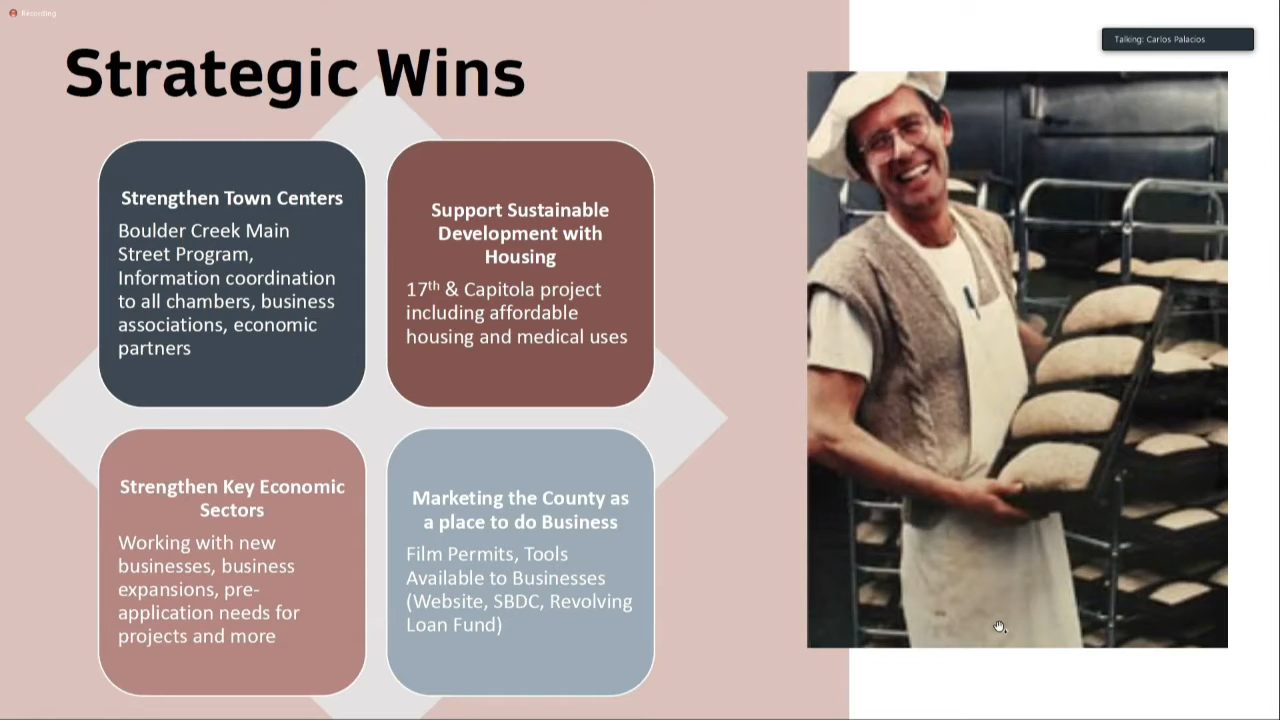 Recording
Talking: Carlos Palacios
Strategic Wins
Strengthen Town Centers
Boulder Creek Main
Street Program,
Information coordination
to all chambers, business
associations, economic
partners
Support Sustainable
Development with
Housing
17th & Capitola project
including affordable
housing and medical uses
Strengthen Key Economic
Sectors
Working with new
businesses, business
expansions, pre-
application needs for
projects and more
Marketing the County as
a place to do Business
Film Permits, Tools
Available to Businesses
(Website, SBDC, Revolving
Loan Fund)